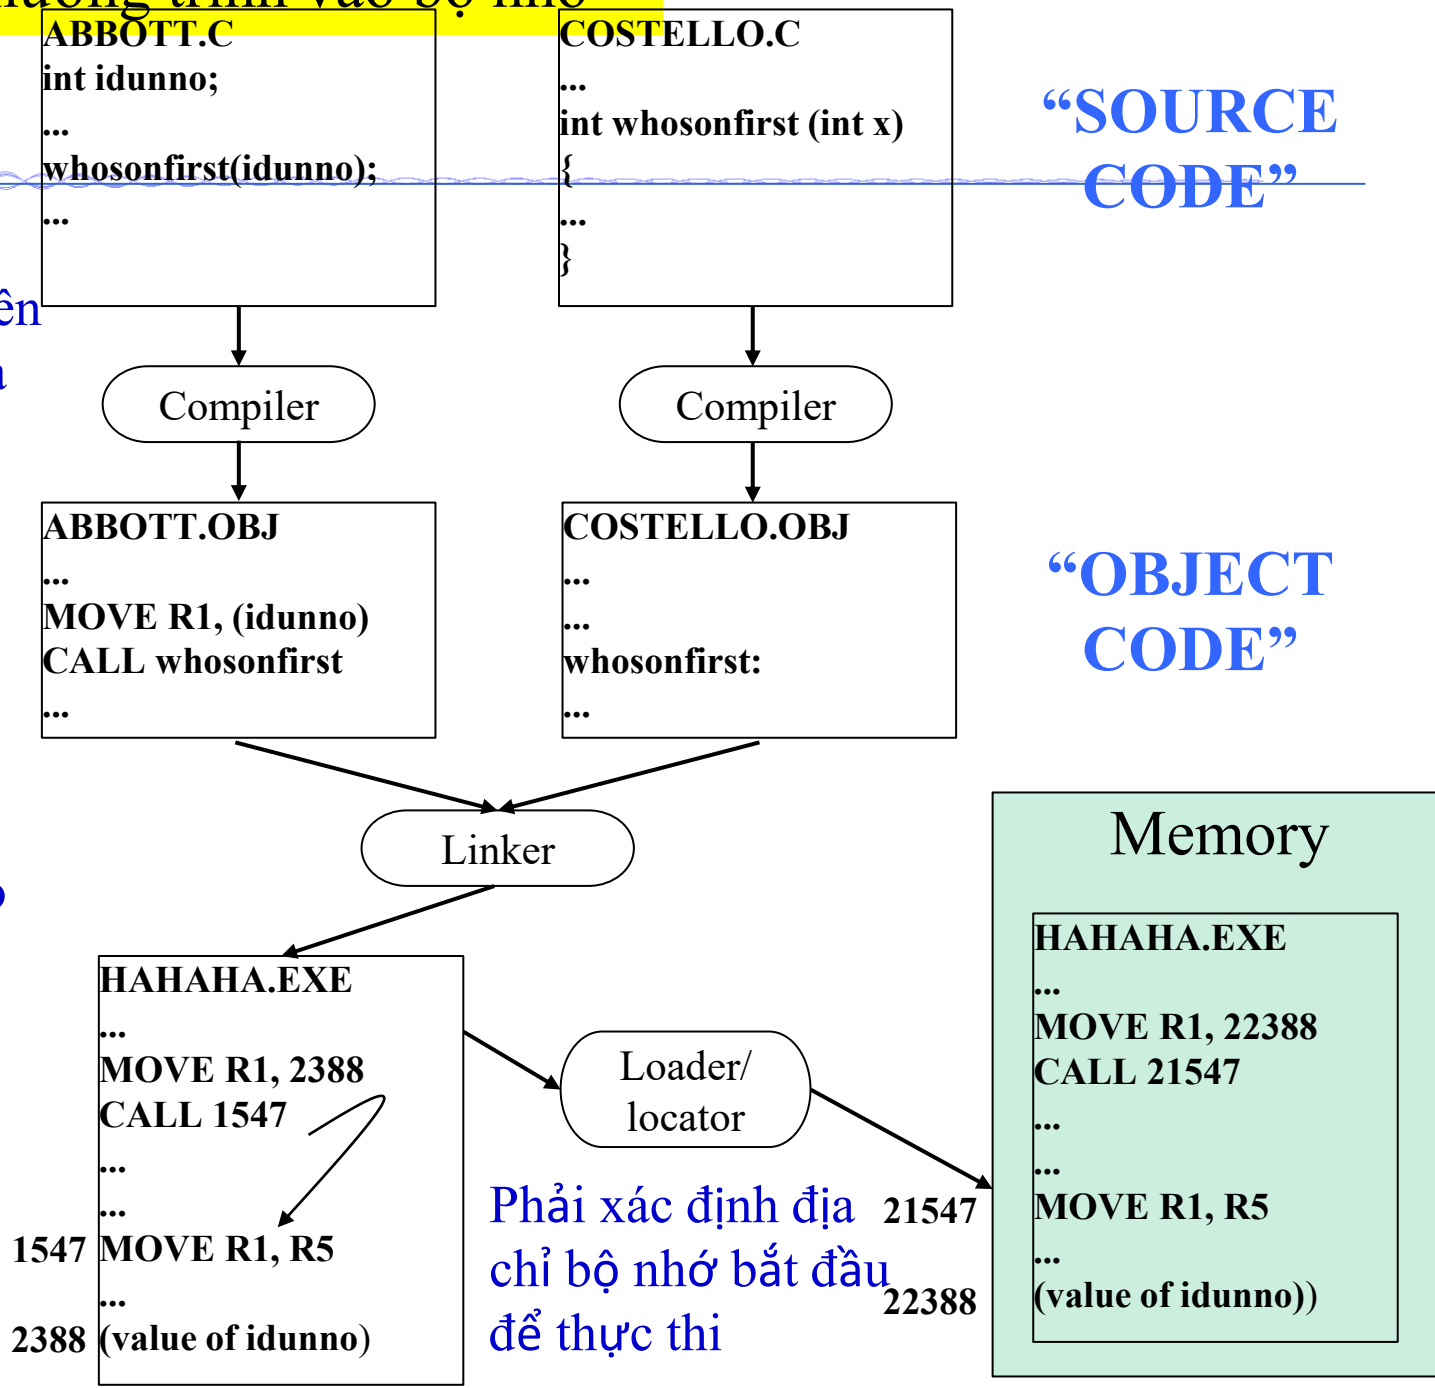 vào bộ nhớ
ABBOTT.C
int idunno;
...
whosonfirst(idunno);
...
COSTELLO.C
...
int whosonfirst (int x)
{
...
}
“SOURCE
CODE”
Compiler
Compiler
ABBOTT.OBJ
...
MOVE R1, (idunno)
CALL whosonfirst
...
COSTELLO.OBJ
...
...
whosonfirst:
...
“OBJECT
CODE”
Linker
HAHAHA.EXE
...
MOVE R1, 2388
CALL 1547
...
...
1547 MOVE R1, R5
...
2388 (value of idunno)
Loader/
locator
Phải xác định địa
chỉ bộ nhớ bắt đầu
để thực thi
Memory
HAHAHA.EXE
...
MOVE R1, 22388
CALL 21547
...
...
21547 MOVE R1, R5
...
22388 (value of idunno))